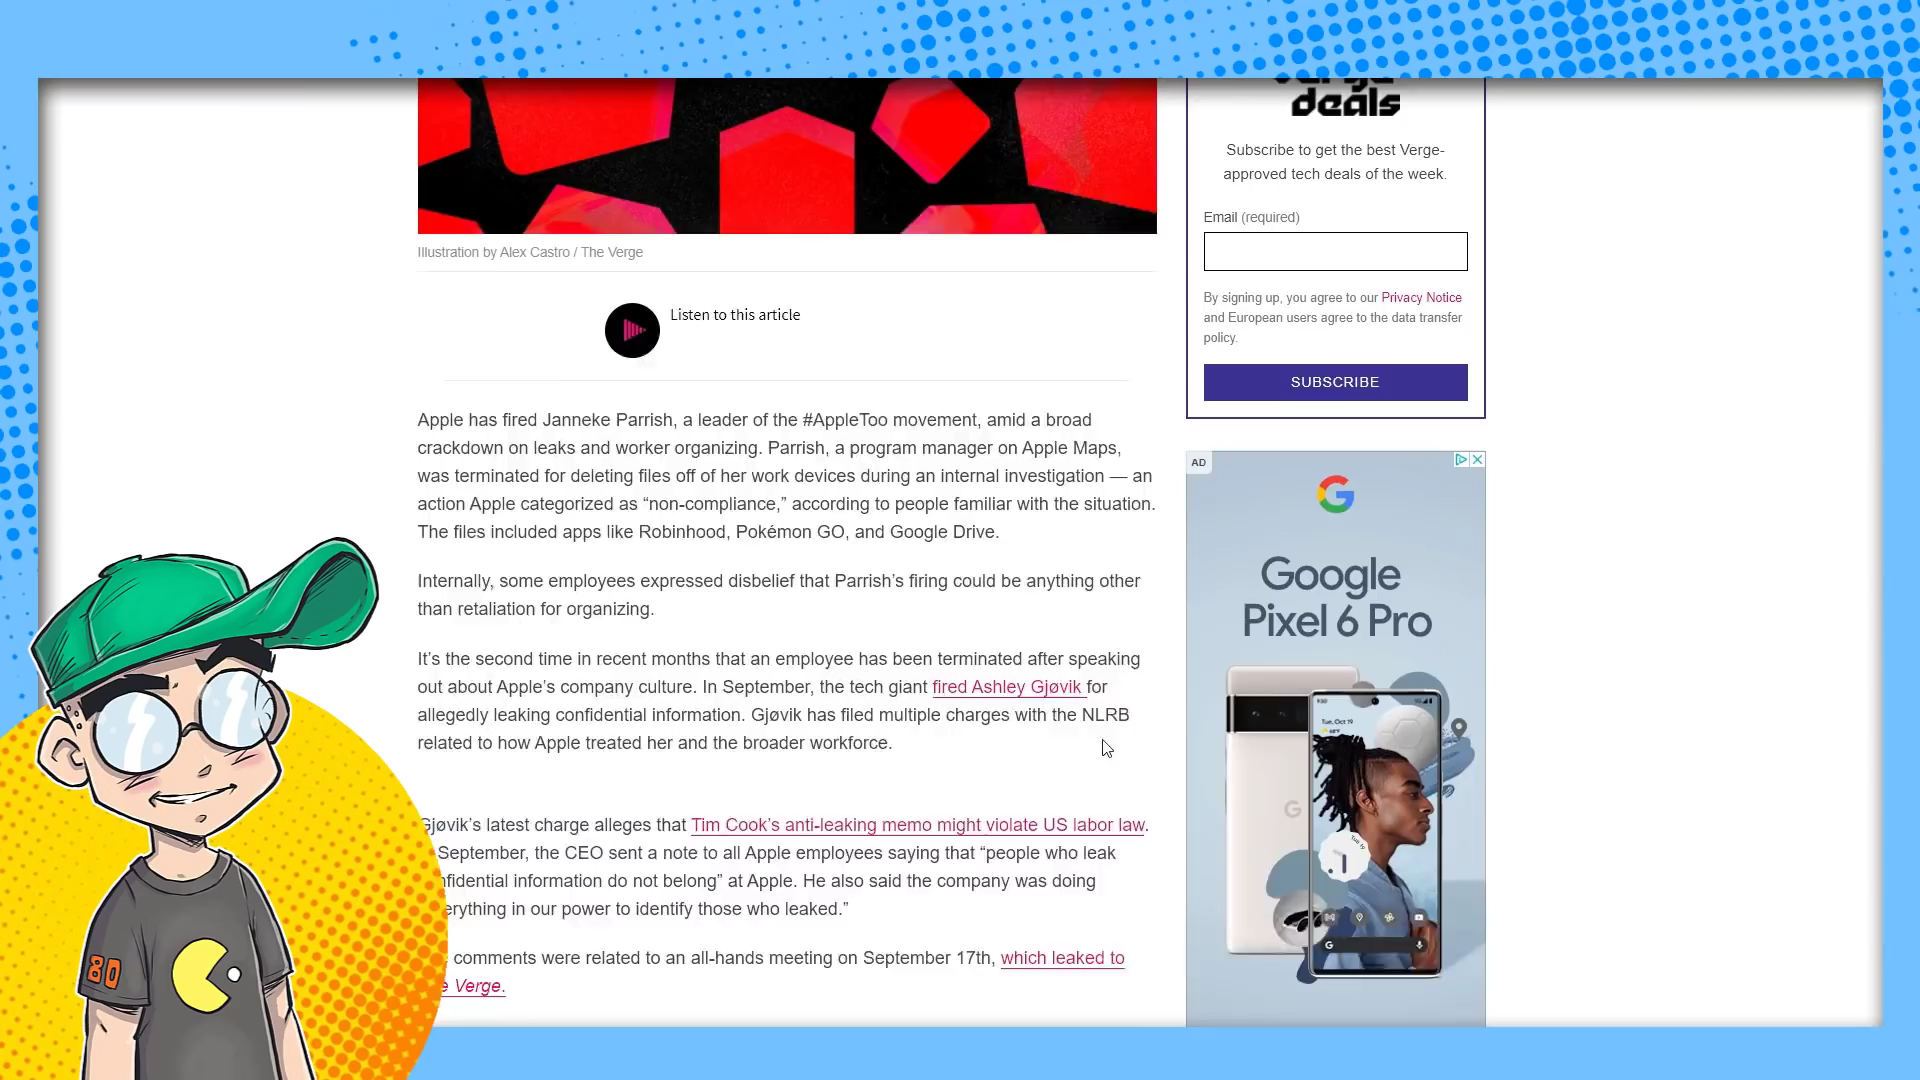 deals
Subscribe to get the best Verge-
approved tech deals of the week.
Email (required)
By signing up, you agree to our Privacy Notice
and European users agree to the data transfer
policy.
SUBSCRIBE
Illustration by Alex Castro / The Verge
Listen to this article
Apple has fired Janneke Parrish, a leader of the #AppleToo movement, amid a broad
crackdown on leaks and worker organizing. Parrish, a program manager on Apple Maps,
was terminated for deleting files off of her work devices during an internal investigation — an
action Apple categorized as “non-compliance,” according to people familiar with the situation.
The files included apps like Robinhood, Pokémon GO, and Google Drive.
Internally, some employees expressed disbelief that Parrish’s firing could be anything other
than retaliation for organizing.
It’s the second time in recent months that an employee has been terminated after speaking
out about Apple’s company culture. In September, the tech giant fired Ashley Gjøvik for
allegedly leaking confidential information. Gjøvik has filed multiple charges with the NLRB
related to how Apple treated her and the broader workforce.
Gjøvik’s latest charge alleges that Tim Cook’s anti-leaking memo might violate US labor law.
September, the CEO sent a note to all Apple employees saying that “people who leak
nfidential information do not belong” at Apple. He also said the company was doing
erything in our power to identify those who leaked.”
comments were related to an all-hands meeting on September 17th, which leaked to
e Verge.
AD
G
Google
Pixel 6 Pro
Tue, Oct 19
G
G
80